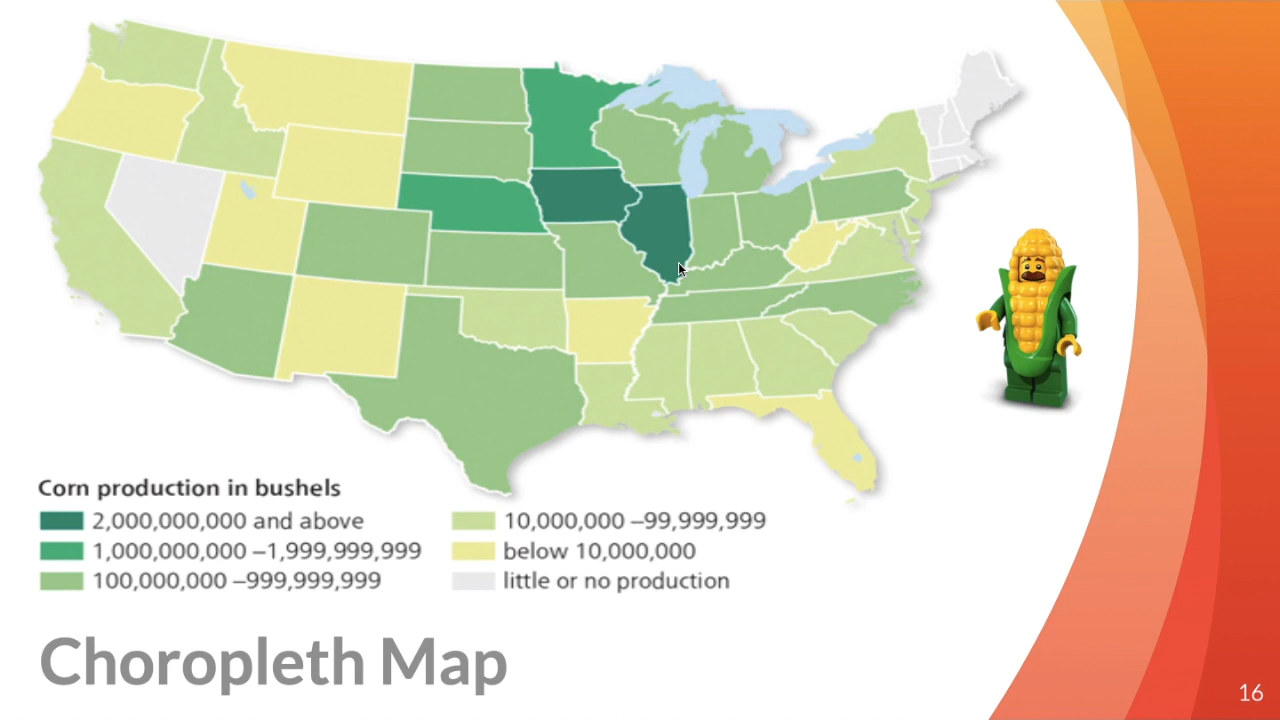 Corn production in bushels
2,000,000,000 and above
1,000,000,000 –1,999,999,999
100,000,000 –999,999,999
10,000,000 –99,999,999
below 10,000,000
little or no production
Choropleth Map
16